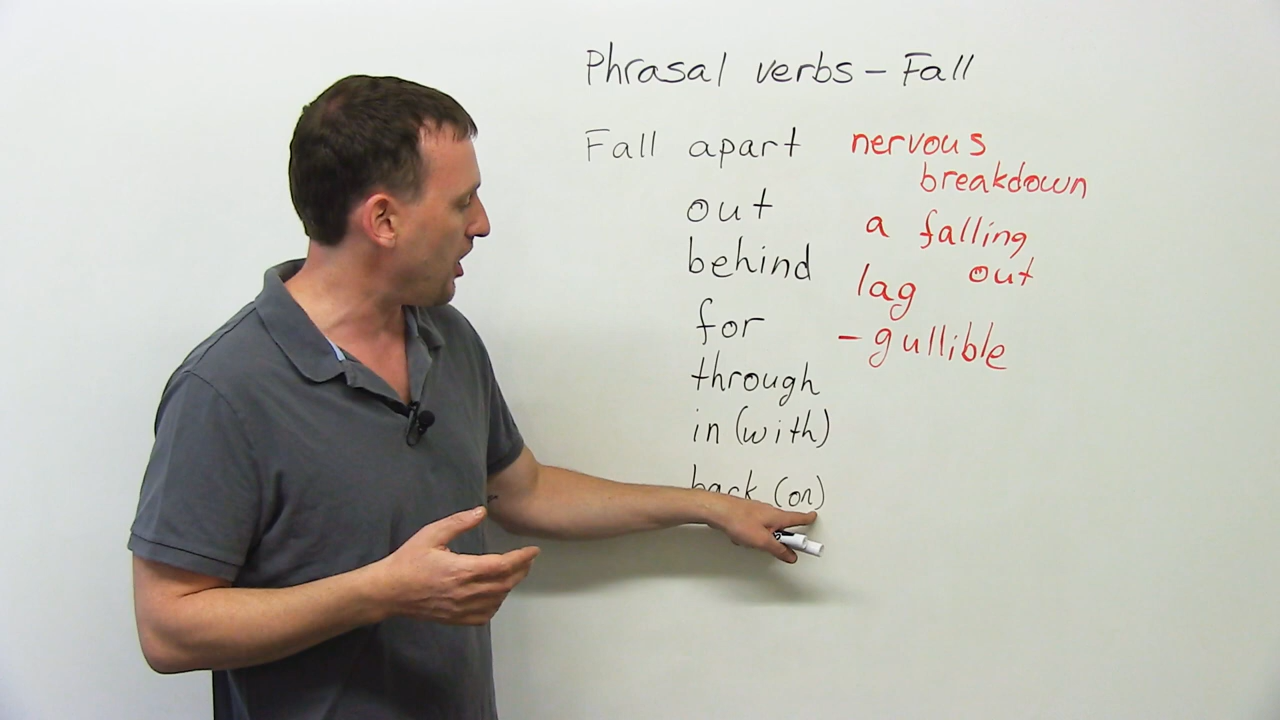 Phrasal verbs – Fall
Fall apart nervous
breakdown
out a falling
out
behind lag
for – gullible
through
in (with)
back (on)